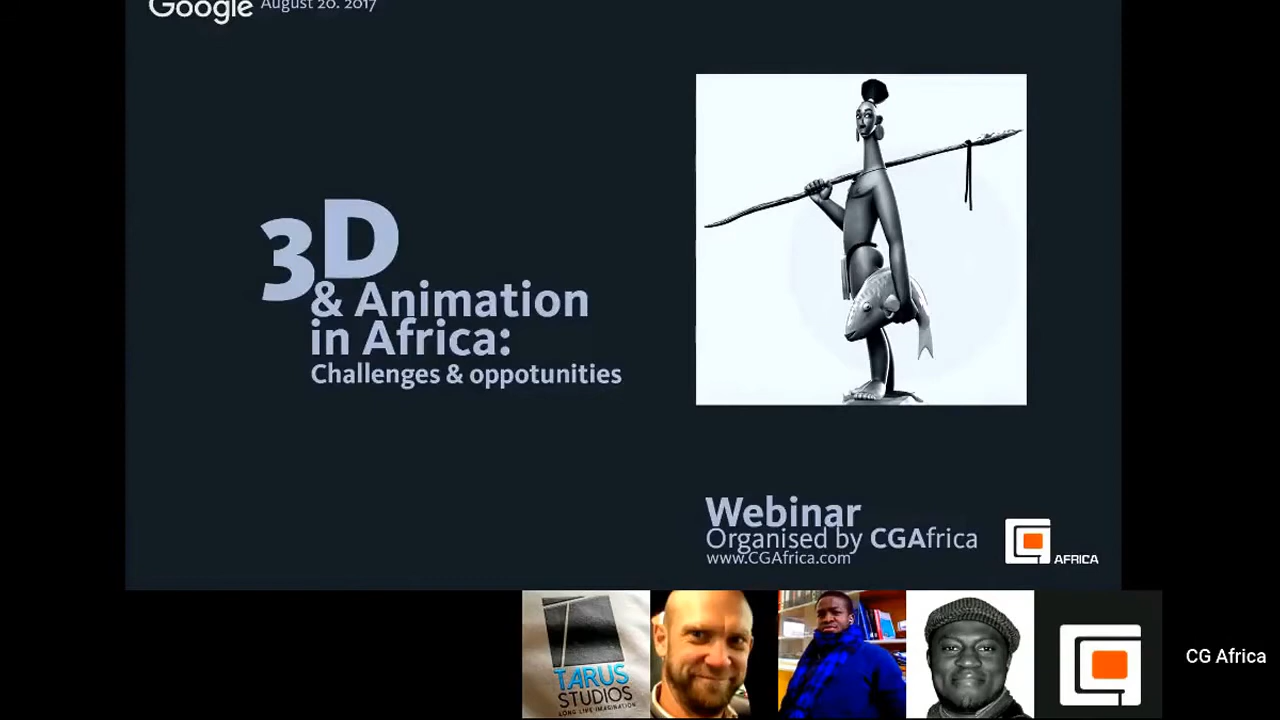 Google August 20. 2017
3D
& Animation
in Africa:
Challenges & oppotunities
Webinar
Organised by CGAfrica
www.CGAfrica.com
AFRICA
TARUS
STUDIOS
LONG LIVE IMAGINATION
CG Africa